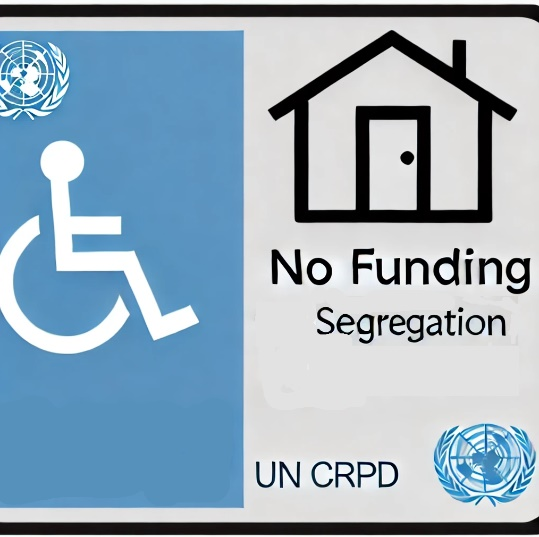 No Funding
Segregation
UN CRPD